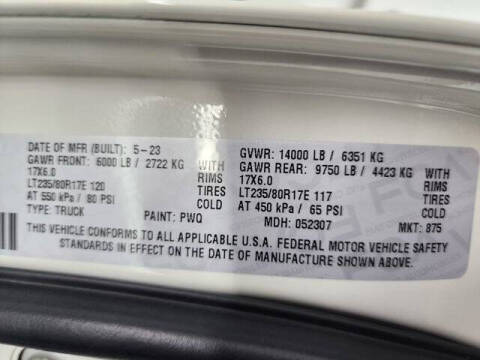 DATE OF MFR (BUILT): 5-23 GVWR: 14000 LB / 6351 KG
GAWR FRONT: 6000 LB / 2722 KG WITH GAWR REAR: 9750 LB / 4423 KG WITH
17X6.0 RIMS 17X6.0 RIMS
LT235/80R17E 120 TIRES LT235/80R17E 117 TIRES
AT 550 kPa / 80 PSI COLD AT 450 kPa / 65 PSI COLD
TYPE: TRUCK PAINT: PWQ MDH: 052307 MKT: 875
THIS VEHICLE CONFORMS TO ALL APPLICABLE U.S.A. FEDERAL MOTOR VEHICLE SAFETY
STANDARDS IN EFFECT ON THE DATE OF MANUFACTURE SHOWN ABOVE.